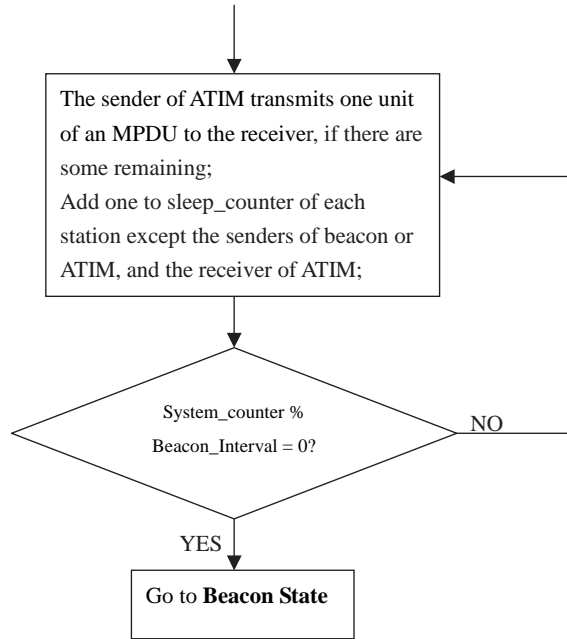 The sender of ATIM transmits one unit
of an MPDU to the receiver, if there are
some remaining;
Add one to sleep_counter of each
station except the senders of beacon or
ATIM, and the receiver of ATIM;
System_counter %
Beacon_Interval = 0?
NO
YES
Go to Beacon State